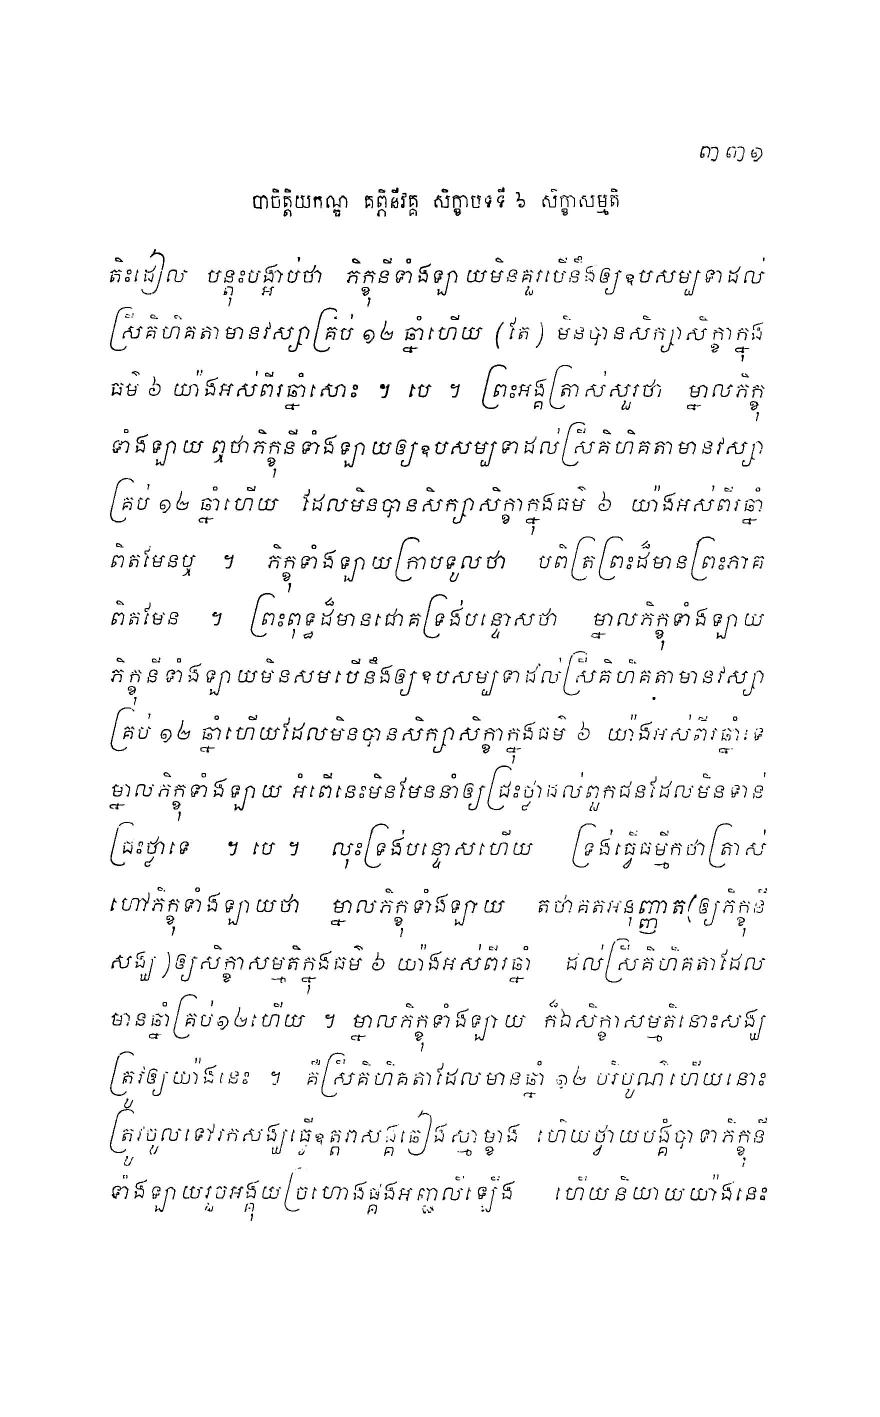 ៣៣១
បាចិត្តិយកណ្ឌ គព្ភិនីវគ្គ សិក្ខាបទទី ៦ សិក្ខាសម្មតិ
តិះដៀល បន្តុះបង្អាប់ថា ភិក្ខុនីទាំងឡាយមិនគួរបើនឹងឲ្យឧបសម្បទាដល់
ស្រីគិហិគតាមានវស្សាគ្រប់ ១២ ឆ្នាំហើយ (តែ) មិនបានសិក្សាសិក្ខាក្នុង
ធម៌ ៦ យ៉ាងអស់ពីរឆ្នាំសោះ ។ បេ ។ ព្រះអង្គត្រាស់សួរថា ម្នាលភិក្ខុ
ទាំងឡាយ ឮថាភិក្ខុនីទាំងឡាយឲ្យឧបសម្បទាដល់ស្រីគិហិគតាមានវស្សា
គ្រប់ ១២ ឆ្នាំហើយ ដែលមិនបានសិក្សាសិក្ខាក្នុងធម៌ ៦ យ៉ាងអស់ពីរឆ្នាំ
ពិតមែនឬ ។ ភិក្ខុទាំងឡាយក្រាបទូលថា បពិត្រព្រះដ៏មានព្រះភាគ
ពិតមែន ។ ព្រះពុទ្ធដ៏មានជោគទ្រង់បន្ទោសថា ម្នាលភិក្ខុទាំងឡាយ
ភិក្ខុនីទាំងឡាយមិនសមបើនឹងឲ្យឧបសម្បទាដល់ស្រីគិហិគតាមានវស្សា
គ្រប់ ១២ ឆ្នាំហើយដែលមិនបានសិក្សាសិក្ខាក្នុងធម៌ ៦ យ៉ាងអស់ពីរឆ្នាំទេ
ម្នាលភិក្ខុទាំងឡាយ អំពើនេះមិនមែននាំឲ្យជ្រះថ្លាដល់ពួកជនដែលមិនទាន់
ជ្រះថ្លាទេ ។ បេ ។ លុះទ្រង់បន្ទោសហើយ ទ្រង់ធ្វើធម្មីកថាត្រាស់
ហៅភិក្ខុទាំងឡាយថា ម្នាលភិក្ខុទាំងឡាយ តថាគតអនុញ្ញាត(ឲ្យភិក្ខុនី
សង្ឃ)ឲ្យសិក្ខាសម្មតិក្នុងធម៌ ៦ យ៉ាងអស់ពីរឆ្នាំ ដល់ស្រីគិហិគតាដែល
មានឆ្នាំគ្រប់១២ហើយ ។ ម្នាលភិក្ខុទាំងឡាយ ក៏ឯសិក្ខាសម្មតិនោះសង្ឃ
ត្រូវឲ្យយ៉ាងនេះ ។ គឺស្រីគិហិគតាដែលមានឆ្នាំ ១២ បរិបូណ៌ហើយនោះ
ត្រូវចូលទៅរកសង្ឃធ្វើឧត្តរាសង្គឆៀងស្មាម្ខាង ហើយថ្វាយបង្គំបាទាភិក្ខុនី
ទាំងឡាយរួចអង្គុយច្រហោងផ្គងអញ្ជលីឡើង ហើយនិយាយយ៉ាងនេះ